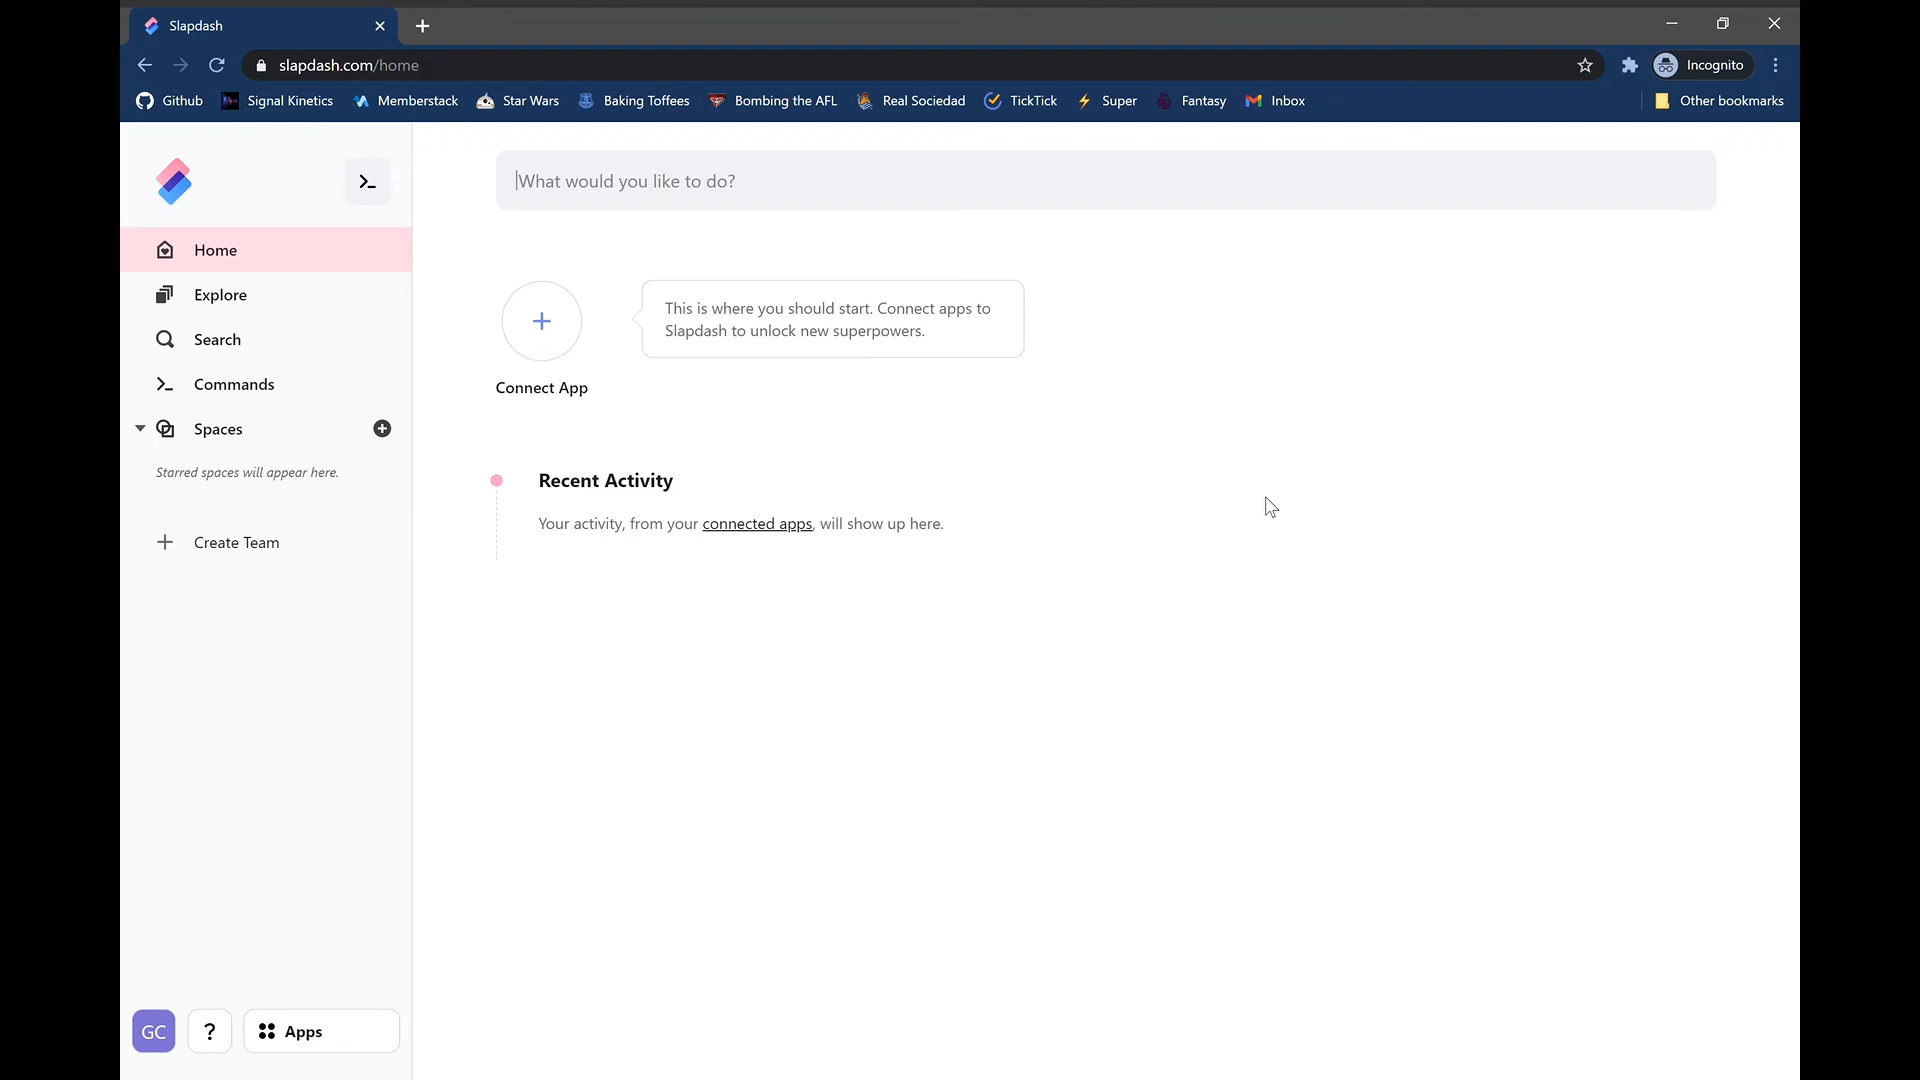 Slapdash
slapdash.com/home
Incognito
Github
Signal Kinetics
Memberstack
Star Wars
Baking Toffees
Bombing the AFL
Real Sociedad
TickTick
Super
Fantasy
Inbox
Other bookmarks
What would you like to do?
Home
Explore
Search
Commands
Spaces
Starred spaces will appear here.
Create Team
This is where you should start. Connect apps to
Slapdash to unlock new superpowers.
Connect App
Recent Activity
Your activity, from your connected apps, will show up here.
GC
?
Apps